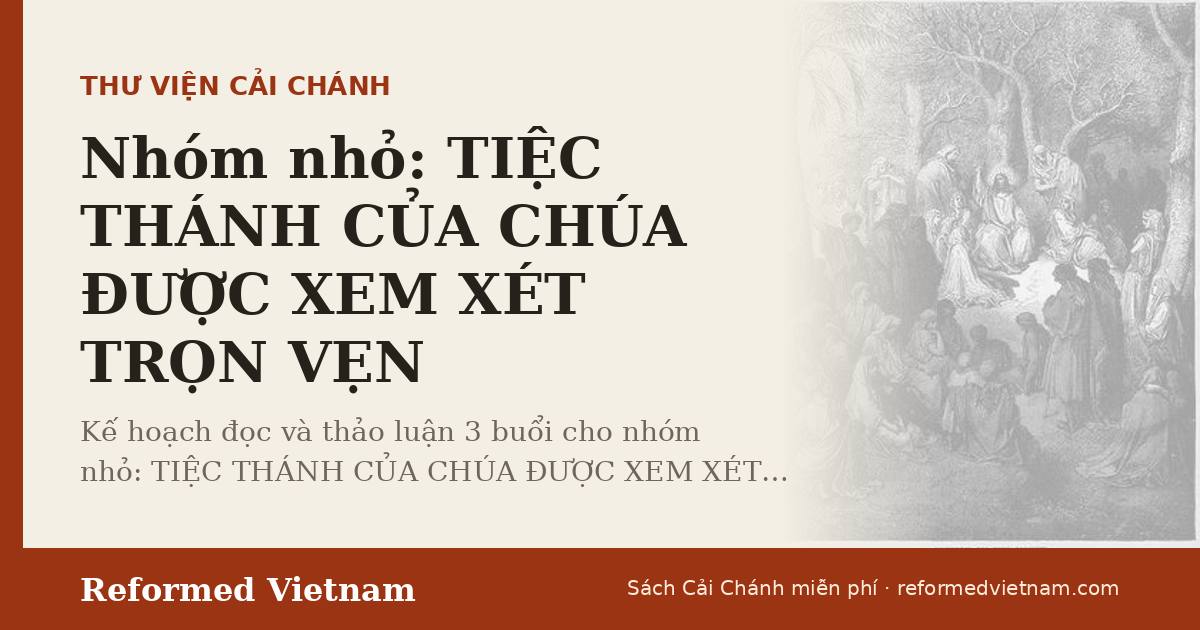 THƯ VIỆN CẢI CHÁNH
Nhóm nhỏ: TIỆC
THÁNH CỦA CHÚA
ĐƯỢC XEM XÉT
TRỌN VẸN
Kế hoạch đọc và thảo luận 3 buổi cho nhóm
nhỏ: TIỆC THÁNH CỦA CHÚA ĐƯỢC XEM XÉT…
Reformed Vietnam
Sách Cải Chánh miễn phí · reformedvietnam.com